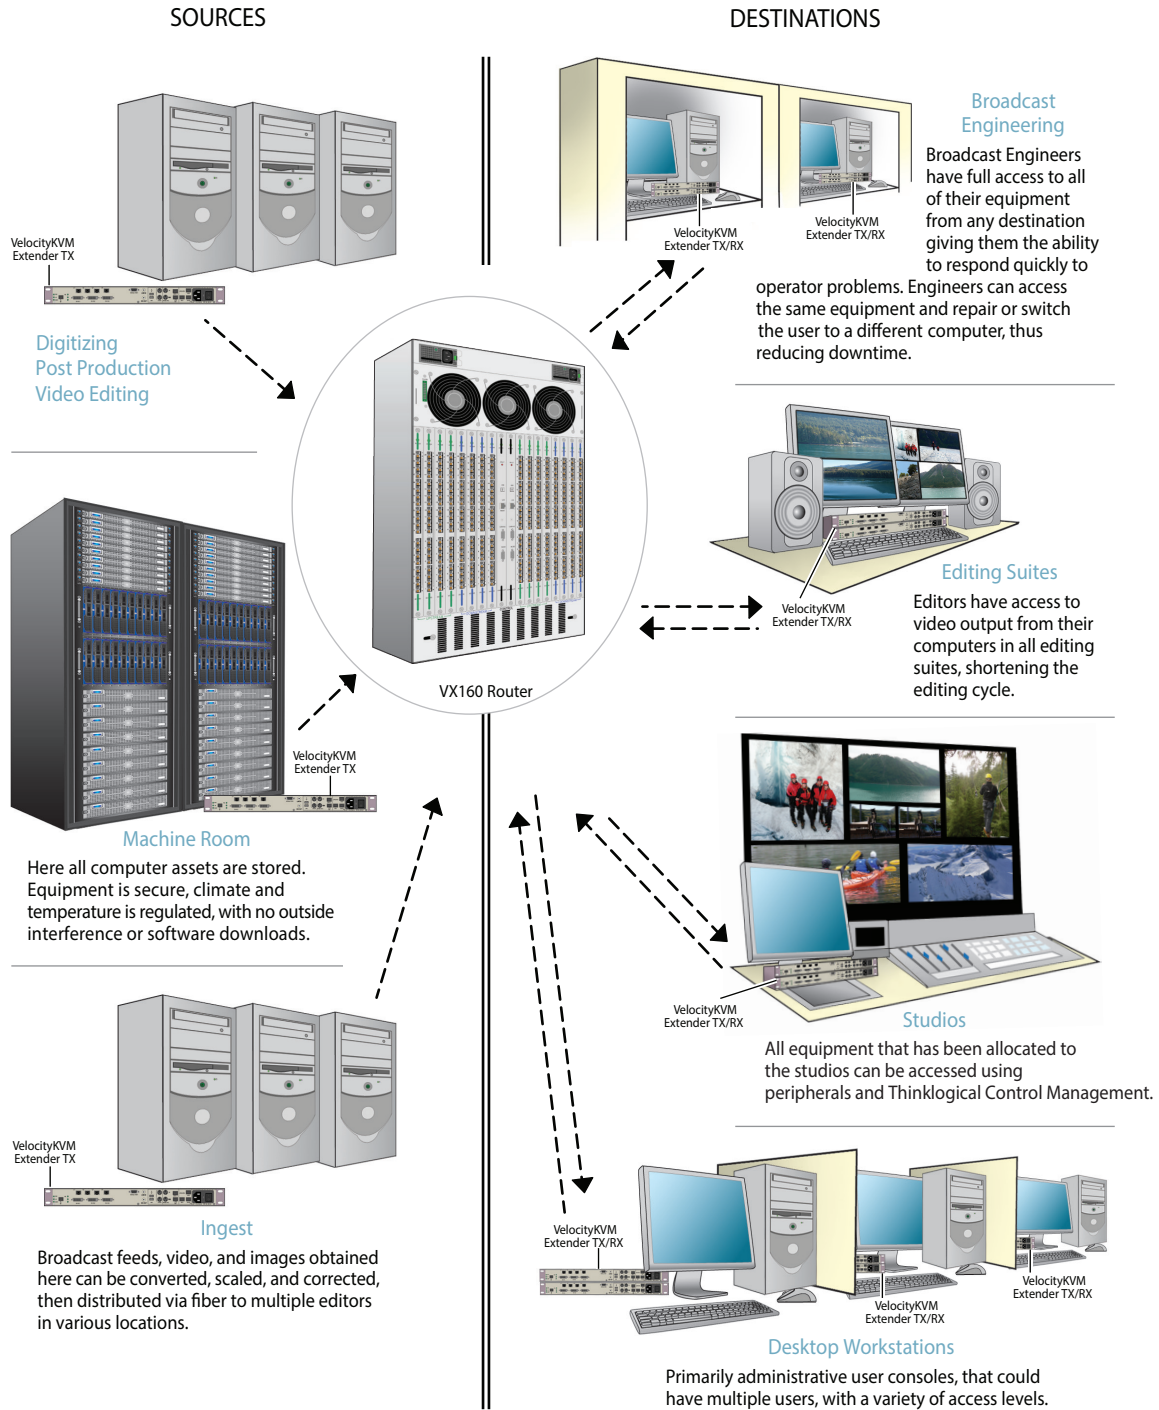 SOURCES
DESTINATIONS
VelocityKVM
Extender TX
Digitizing
Post Production
Video Editing
VelocityKVM
Extender TX
Machine Room
Here all computer assets are stored.
Equipment is secure, climate and
temperature is regulated, with no outside
interference or software downloads.
VelocityKVM
Extender TX
Ingest
Broadcast feeds, video, and images obtained
here can be converted, scaled, and corrected,
then distributed via fiber to multiple editors
in various locations.
VX160 Router
VelocityKVM
Extender TX/RX
VelocityKVM
Extender TX/RX
Broadcast
Engineering
Broadcast Engineers
have full access to all
of their equipment
from any destination
giving them the ability
to respond quickly to
operator problems. Engineers can access
the same equipment and repair or switch
the user to a different computer, thus
reducing downtime.
VelocityKVM
Extender TX/RX
Editing Suites
Editors have access to
video output from their
computers in all editing
suites, shortening the
editing cycle.
VelocityKVM
Extender TX/RX
Studios
All equipment that has been allocated to
the studios can be accessed using
peripherals and Thinklogical Control Management.
VelocityKVM
Extender TX/RX
VelocityKVM
Extender TX/RX
VelocityKVM
Extender TX/RX
Desktop Workstations
Primarily administrative user consoles, that could
have multiple users, with a variety of access levels.